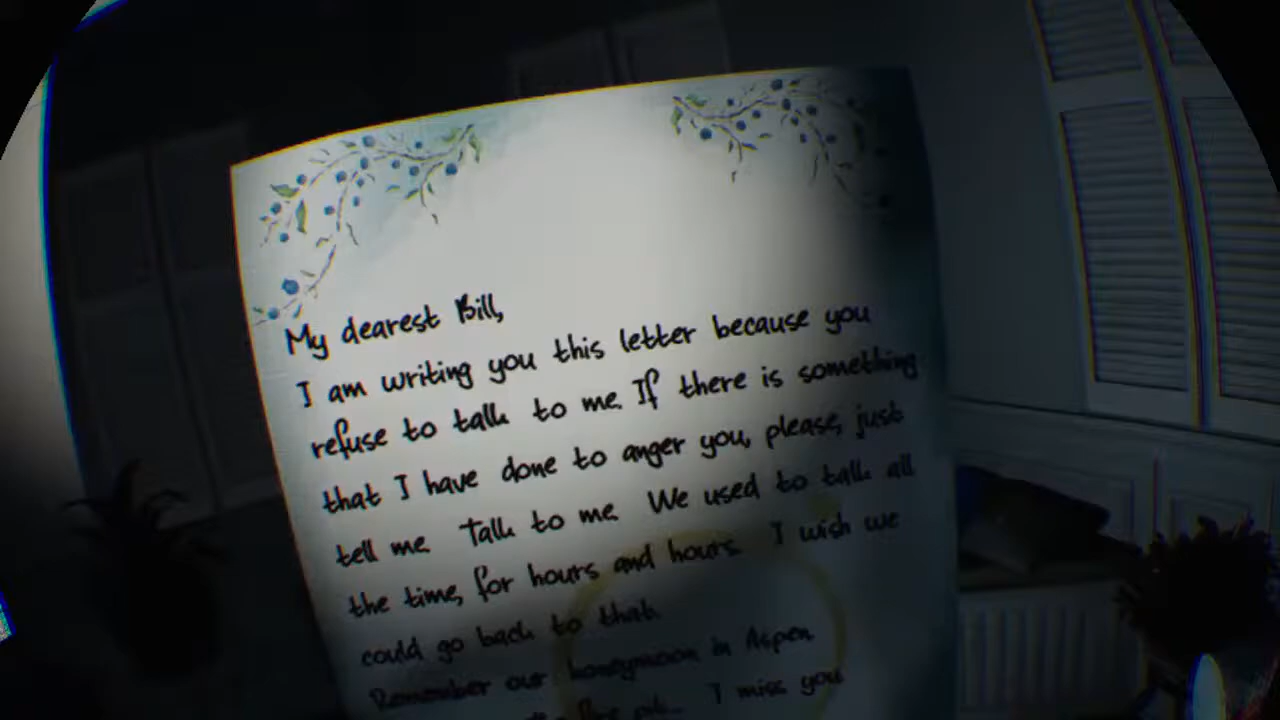 My dearest Bill,
I am writing you this letter because you
refuse to talk to me. If there is something
that I have done to anger you, please, just
tell me. Talk to me. We used to talk all
the time, for hours and hours. I wish we
could go back to that.
Remember our honeymoon in Aspen
the fire pit... I miss you